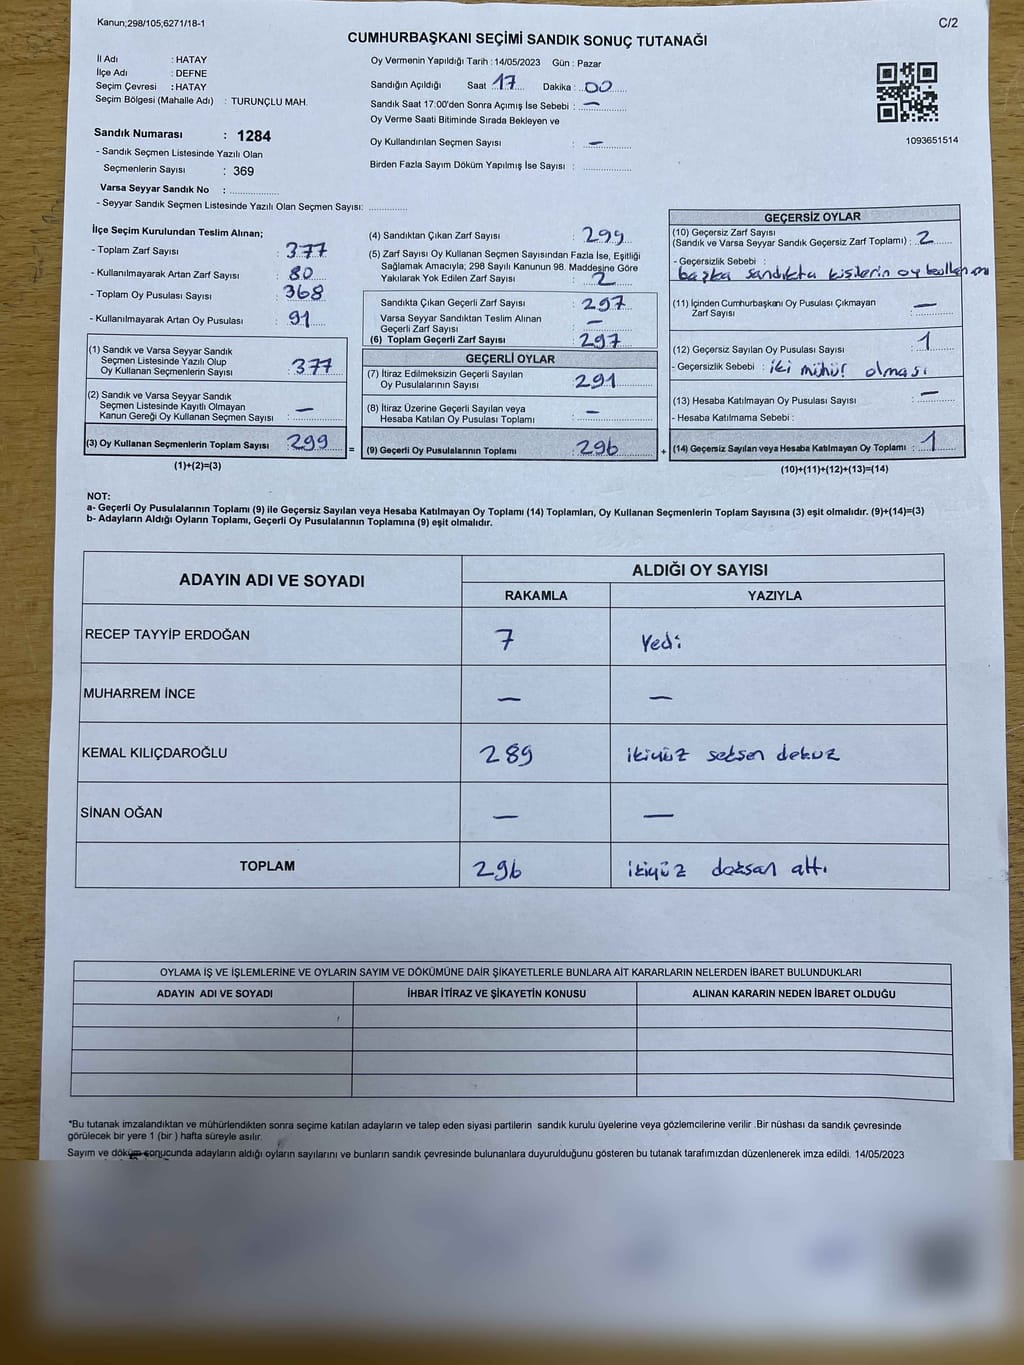 Kanun;298/105,6271/18-1
C/2
CUMHURBAŞKANI SEÇİMİ SANDIK SONUÇ TUTANAĞI
İl Adı : HATAY
İlçe Adı : DEFNE
Seçim Çevresi : HATAY
Seçim Bölgesi (Mahalle Adı) : TURUNÇLU MAH.
Sandık Numarası : 1284
- Sandık Seçmen Listesinde Yazılı Olan
Seçmenlerin Sayısı : 369
Varsa Seyyar Sandık No :
- Seyyar Sandık Seçmen Listesinde Yazılı Olan Seçmen Sayısı:
Oy Vermenin Yapıldığı Tarih : 14/05/2023 Gün : Pazar
Sandığın Açıldığı Saat : 17 Dakika : 00
Sandık Saat 17:00'den Sonra Açımış İse Sebebi : —
Oy Verme Saati Bitiminde Sırada Bekleyen ve
Oy Kullandırılan Seçmen Sayısı : —
Birden Fazla Sayım Döküm Yapılmış İse Sayısı :
1093651514
İlçe Seçim Kurulundan Teslim Alınan;
- Toplam Zarf Sayısı : 377
- Kullanılmayarak Artan Zarf Sayısı : 80
- Toplam Oy Pusulası Sayısı : 368
- Kullanılmayarak Artan Oy Pusulası : 91
(1) Sandık ve Varsa Seyyar Sandık
Seçmen Listesinde Yazılı Olup
Oy Kullanan Seçmenlerin Sayısı : 377
(2) Sandık ve Varsa Seyyar Sandık
Seçmen Listesinde Kayıtlı Olmayan
Kanun Gereği Oy Kullanan Seçmen Sayısı : —
(3) Oy Kullanan Seçmenlerin Toplam Sayısı : 299 =
(1)+(2)=(3)
(4) Sandıktan Çıkan Zarf Sayısı : 299
(5) Zarf Sayısı Oy Kullanan Seçmen Sayısından Fazla İse, Eşitliği
Sağlamak Amacıyla; 298 Sayılı Kanunun 98. Maddesine Göre
Yakılarak Yok Edilen Zarf Sayısı : 2
Sandıkta Çıkan Geçerli Zarf Sayısı : 297
Varsa Seyyar Sandıktan Teslim Alınan
Geçerli Zarf Sayısı : —
(6) Toplam Geçerli Zarf Sayısı : 297
GEÇERLİ OYLAR
(7) İtiraz Edilmeksizin Geçerli Sayılan
Oy Pusulalarının Sayısı : 291
(8) İtiraz Üzerine Geçerli Sayılan veya
Hesaba Katılan Oy Pusulası Toplamı : —
(9) Geçerli Oy Pusulalarının Toplamı : 296 +
GEÇERSİZ OYLAR
(10) Geçersiz Zarf Sayısı
(Sandık ve Varsa Seyyar Sandık Geçersiz Zarf Toplamı) : 2
- Geçersizlik Sebebi :
başka sandıkta kişilerin oy
(11) İçinden Cumhurbaşkanı Oy Pusulası Çıkmayan
Zarf Sayısı : —
(12) Geçersiz Sayılan Oy Pusulası Sayısı : 1
- Geçersizlik Sebebi : iki mühür olması
(13) Hesaba Katılmayan Oy Pusulası Sayısı : —
- Hesaba Katılmama Sebebi :
(14) Geçersiz Sayılan veya Hesaba Katılmayan Oy Toplamı : 1
(10)+(11)+(12)+(13)=(14)
NOT:
a- Geçerli Oy Pusulalarının Toplamı (9) ile Geçersiz Sayılan veya Hesaba Katılmayan Oy Toplamı (14) Toplamları, Oy Kullanan Seçmenlerin Toplam Sayısına (3) eşit olmalıdır. (9)+(14)=(3)
b- Adayların Aldığı Oyların Toplamı, Geçerli Oy Pusulalarının Toplamına (9) eşit olmalıdır.
ADAYIN ADI VE SOYADI
ALDIĞI OY SAYISI
RAKAMLA YAZIYLA
RECEP TAYYİP ERDOĞAN 7 Yedi
MUHARREM İNCE — —
KEMAL KILIÇDAROĞLU 289 ikiyüz seksen dokuz
SİNAN OĞAN — —
TOPLAM 296 ikiyüz doksan altı
OYLAMA İŞ VE İŞLEMLERİNE VE OYLARIN SAYIM VE DÖKÜMÜNE DAİR ŞİKAYETLERLE BUNLARA AİT KARARLARIN NELERDEN İBARET BULUNDUKLARI
ADAYIN ADI VE SOYADI İHBAR İTİRAZ VE ŞİKAYETİN KONUSU ALINAN KARARIN NEDEN İBARET OLDUĞU
*Bu tutanak imzalandıktan ve mühürlendikten sonra seçime katılan adayların ve talep eden siyasi partilerin sandık kurulu üyelerine veya gözlemcilerine verilir .Bir nüshası da sandık çevresinde
görülecek bir yere 1 (bir ) hafta süreyle asılır.
Sayım ve döküm sonucunda adayların aldığı oyların sayılarını ve bunların sandık çevresinde bulunanlara duyurulduğunu gösteren bu tutanak tarafımızdan düzenlenerek imza edildi. 14/05/2023